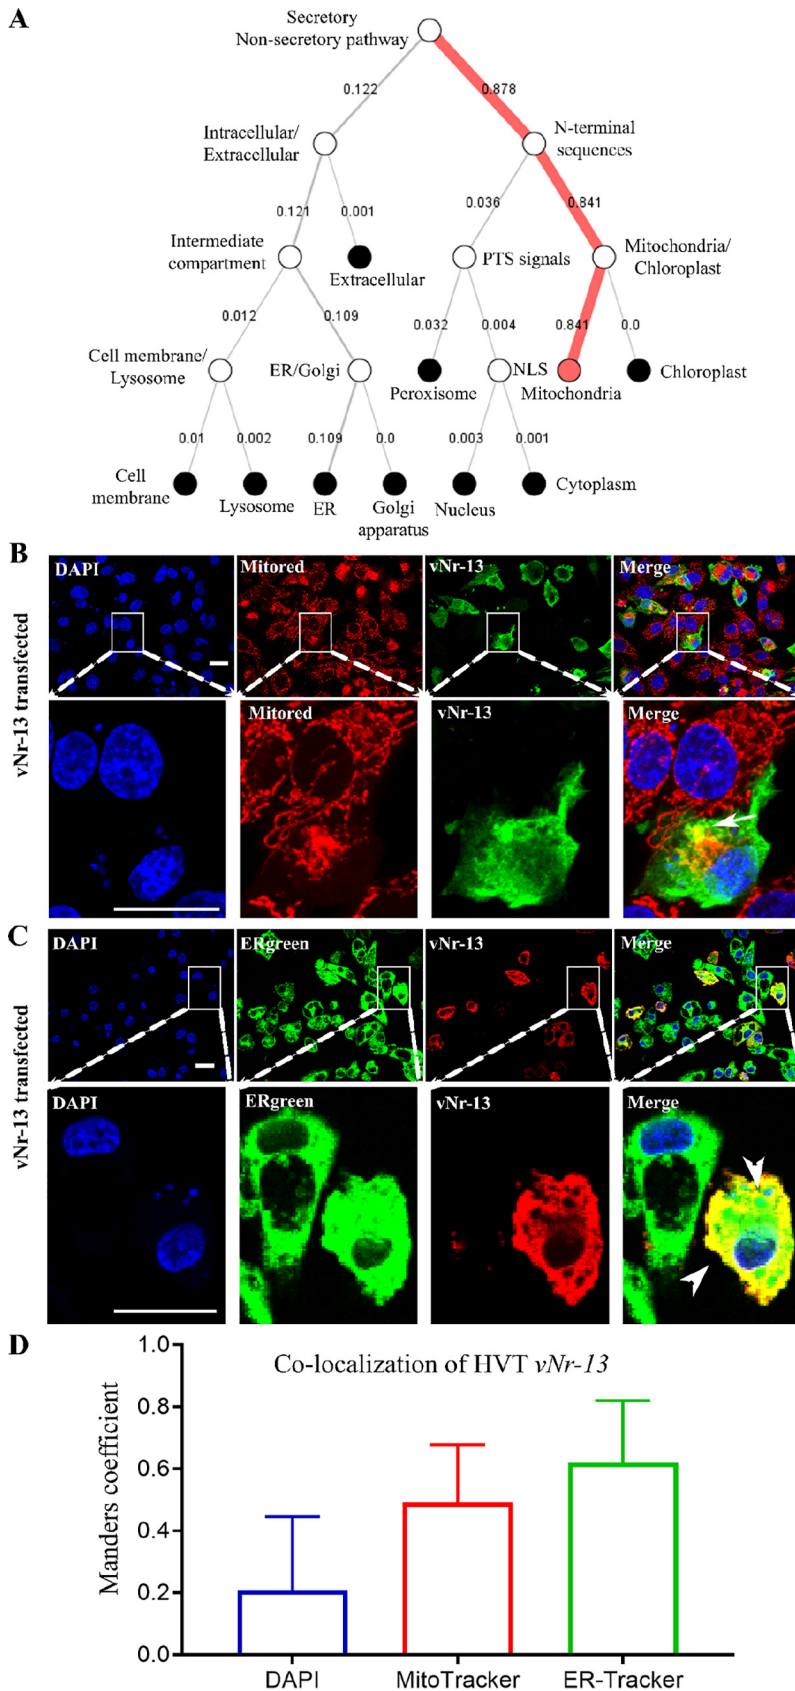 A
Secretory
Non-secretory pathway
0.122
0.878
Intracellular/
Extracellular
N-terminal
sequences
0.121
0.001
0.036
0.841
Intermediate
compartment
Extracellular
PTS signals
Mitochondria/
Chloroplast
0.012
0.109
0.032
0.004
0.841
0.0
Cell membrane/
Lysosome
ER/Golgi
Peroxisome
NLS
Mitochondria
Chloroplast
0.01
0.002
0.109
0.0
0.003
0.001
Cell
membrane
Lysosome
ER
Golgi
apparatus
Nucleus
Cytoplasm
B
vNr-13 transfected
DAPI
Mitored
vNr-13
Merge
Mitored
vNr-13
Merge
C
vNr-13 transfected
DAPI
ERgreen
vNr-13
Merge
DAPI
ERgreen
vNr-13
Merge
D
Co-localization of HVT vNr-13
Manders coefficient
1.0
0.8
0.6
0.4
0.2
0.0
DAPI
MitoTracker
ER-Tracker